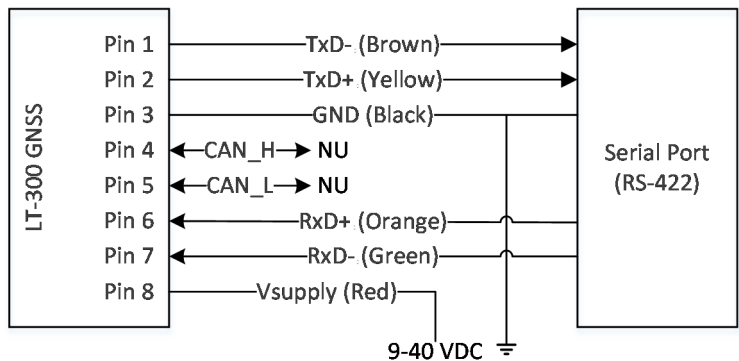 LT-300 GNSS
Pin 1 TxD- (Brown)
Pin 2 TxD+ (Yellow)
Pin 3 GND (Black)
Pin 4 CAN_H NU
Pin 5 CAN_L NU
Pin 6 RxD+ (Orange)
Pin 7 RxD- (Green)
Pin 8 Vsupply (Red)
9-40 VDC
Serial Port
(RS-422)